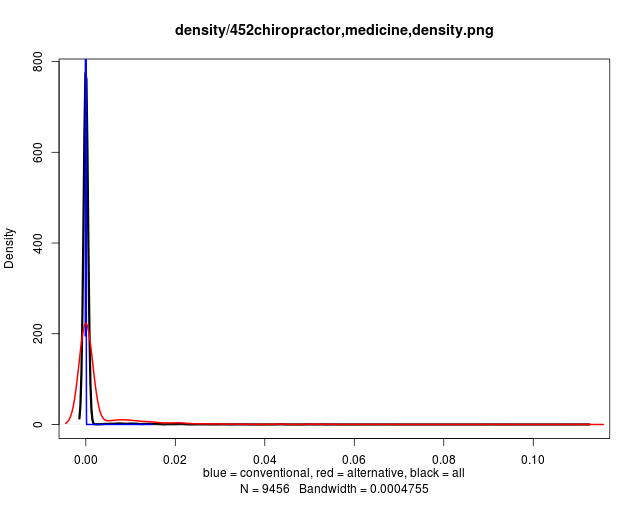 density/452chiropractor,medicine,density.png
Density
800
600
400
200
0
0.00 0.02 0.04 0.06 0.08 0.10
blue = conventional, red = alternative, black = all
N = 9456 Bandwidth = 0.0004755